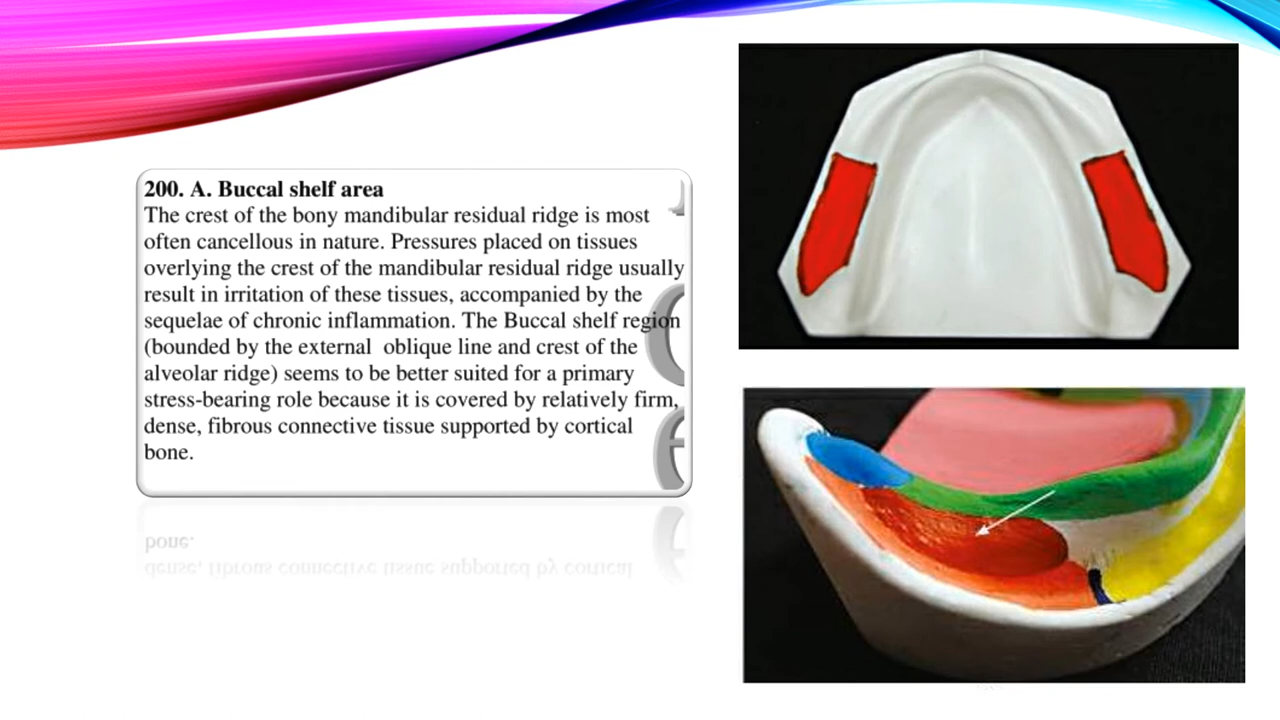 200. A. Buccal shelf area
The crest of the bony mandibular residual ridge is most
often cancellous in nature. Pressures placed on tissues
overlying the crest of the mandibular residual ridge usually
result in irritation of these tissues, accompanied by the
sequelae of chronic inflammation. The Buccal shelf region
(bounded by the external  oblique line and crest of the
alveolar ridge) seems to be better suited for a primary
stress-bearing role because it is covered by relatively firm,
dense, fibrous connective tissue supported by cortical
bone.